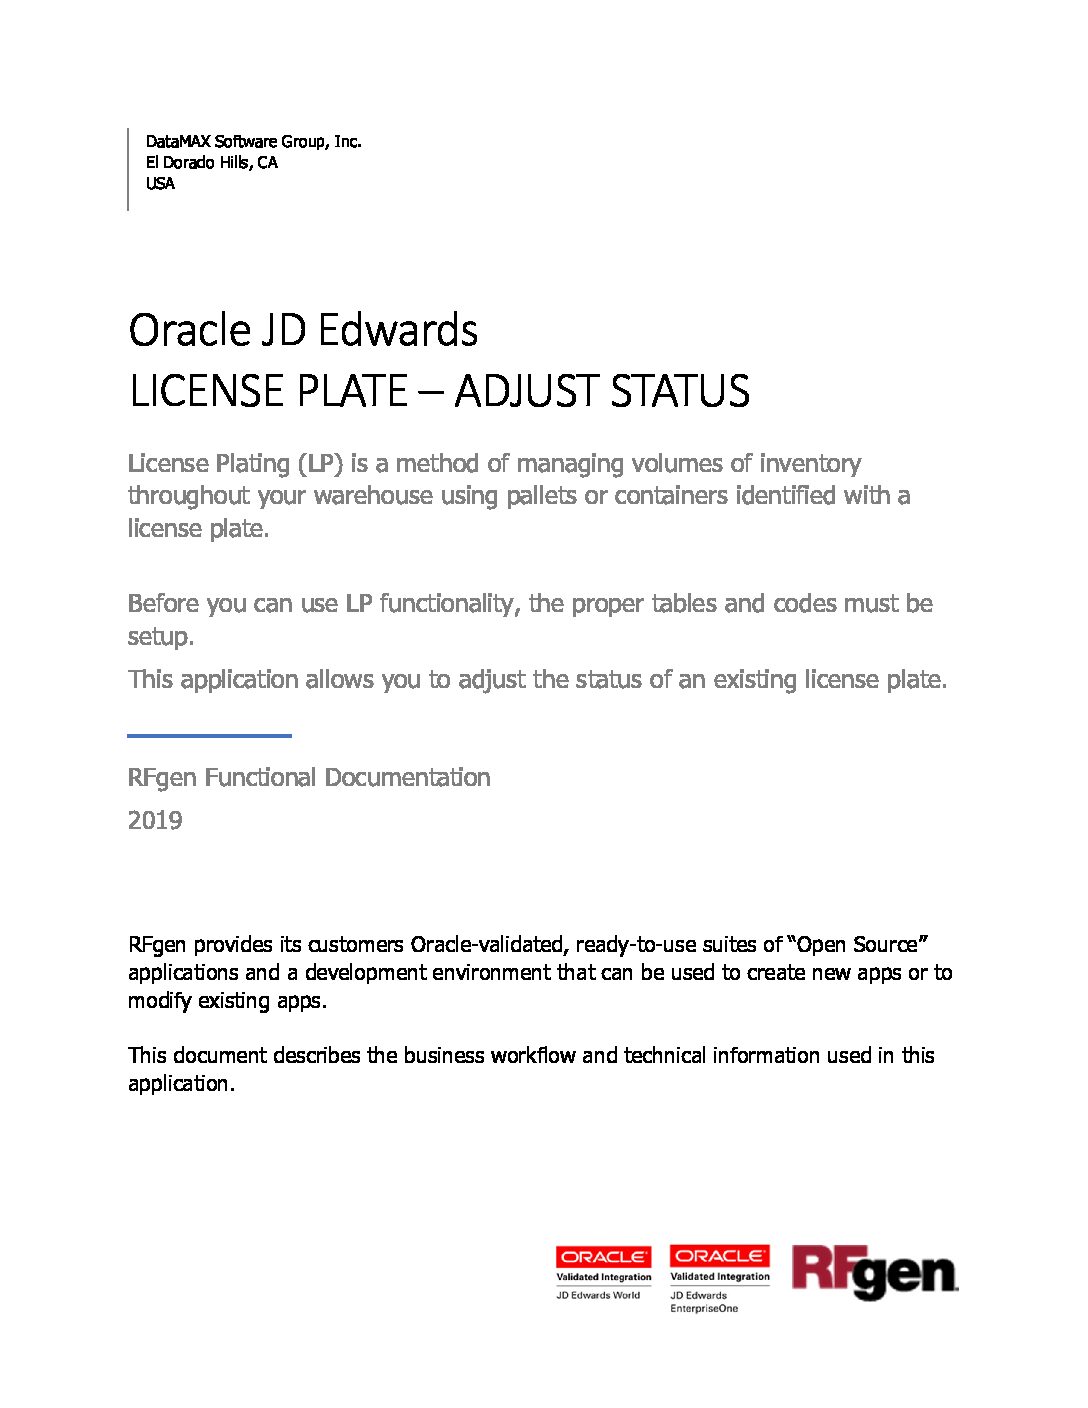 DataMAX Software Group, Inc.
El Dorado Hills, CA
USA
Oracle JD Edwards
LICENSE PLATE – ADJUST STATUS
License Plating (LP) is a method of managing volumes of inventory
throughout your warehouse using pallets or containers identified with a
license plate.
Before you can use LP functionality, the proper tables and codes must be
setup.
This application allows you to adjust the status of an existing license plate.
RFgen Functional Documentation
2019
RFgen provides its customers Oracle-validated, ready-to-use suites of “Open Source”
applications and a development environment that can be used to create new apps or to
modify existing apps.
This document describes the business workflow and technical information used in this
application.
ORACLE
Validated Integration
JD Edwards World
ORACLE
Validated Integration
JD Edwards
EnterpriseOne
RFgen